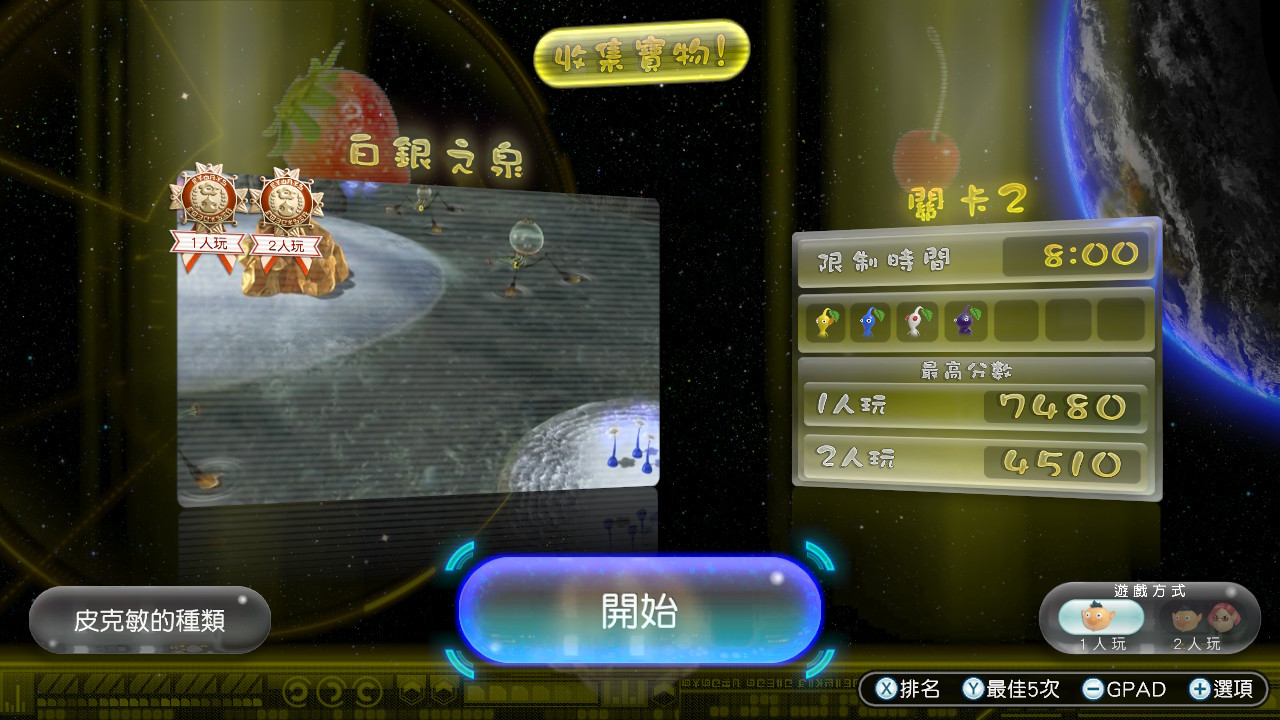 收集寶物!
白銀之泉
1人玩
2人玩
關卡2
限制時間 8:00
最高分數
1人玩 7480
2人玩 4510
皮克敏的種類
開始
遊戲方式
1人玩 2人玩
X排名 Y最佳5次 -GPAD +選項